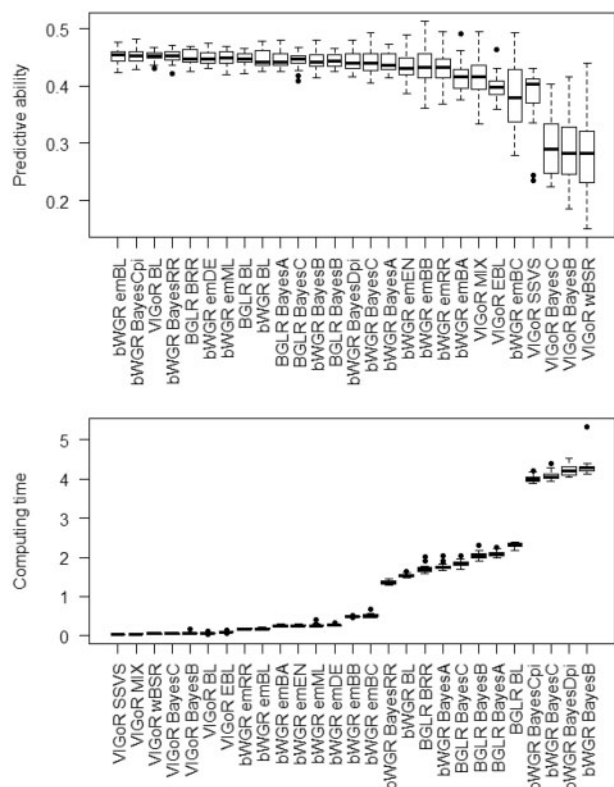 Predictive ability
0.5
0.4
0.3
0.2
bWGR emBL
bWGR BayesCpi
VIGoR BL
bWGR BayesRR
BGLR BRR
bWGR emDE
bWGR emML
BGLR BL
bWGR BL
BGLR BayesA
BGLR BayesC
bWGR BayesB
BGLR BayesB
bWGR BayesDpi
bWGR BayesC
bWGR BayesA
bWGR emEN
bWGR emBB
bWGR emRR
bWGR emBA
VIGoR MIX
VIGoR EBL
bWGR emBC
VIGoR SSVS
VIGoR BayesC
VIGoR BayesB
VIGoR wBSR
Computing time
5
4
3
2
1
0
VIGoR SSVS
VIGoR MIX
VIGoR wBSR
VIGoR BayesC
VIGoR BayesB
VIGoR BL
VIGoR EBL
bWGR emRR
bWGR emBL
bWGR emBA
bWGR emEN
bWGR emML
bWGR emDE
bWGR emBB
bWGR emBC
bWGR BayesRR
bWGR BL
BGLR BRR
bWGR BayesA
BGLR BayesC
BGLR BayesB
BGLR BayesA
BGLR BL
bWGR BayesCpi
bWGR BayesC
bWGR BayesDpi
bWGR BayesB